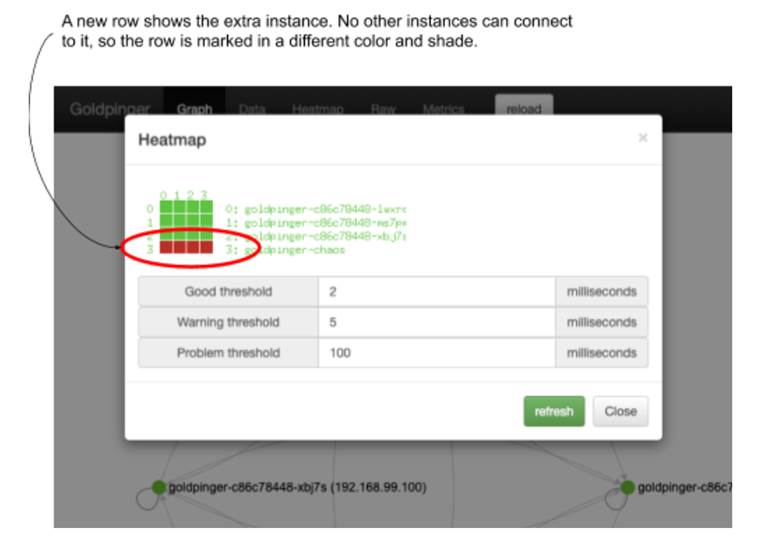 A new row shows the extra instance. No other instances can connect
to it, so the row is marked in a different color and shade.
Goldpinger Graph Data Heatmap Raw Metrics reload
Heatmap ×
0 1 2 3
0 0: goldpinger-c86c78448-lwxrc
1 1: goldpinger-c86c78448-ms7pm
2 2: goldpinger-c86c78448-xbj7s
3 3: goldpinger-chaos
Good threshold 2 milliseconds
Warning threshold 5 milliseconds
Problem threshold 100 milliseconds
refresh Close
goldpinger-c86c78448-xbj7s (192.168.99.100) goldpinger-c86c7